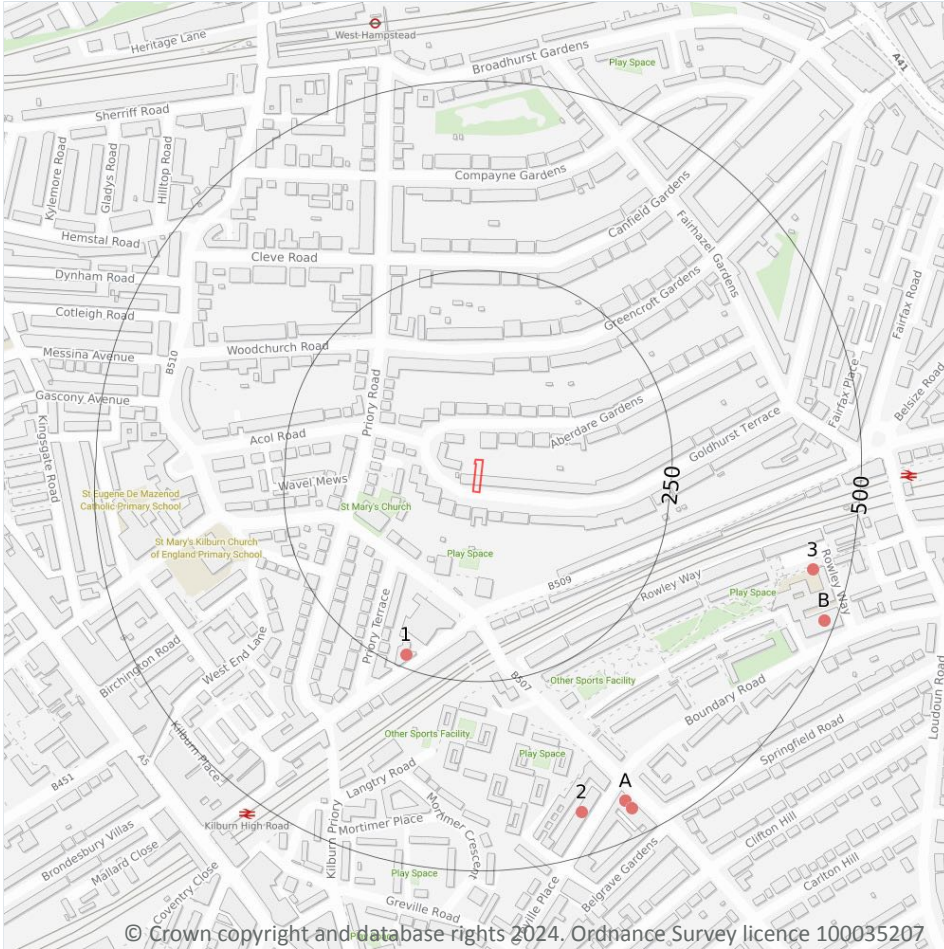 West Hampstead
Heritage Lane
Broadhurst Gardens
Play Space
A41
Sherriff Road
Kylemore Road
Gladys Road
Hilltop Road
Compayne Gardens
Canfield Gardens
Fairhazel Gardens
Hemstal Road
Cleve Road
Dynham Road
Greencroft Gardens
Fairfax Road
Cotleigh Road
Woodchurch Road
Messina Avenue
B510
Priory Road
Fairfax Place
Belsize Road
Gascony Avenue
Aberdare Gardens
Goldhurst Terrace
Acol Road
Kingsgate Road
Wavel Mews
250
500
St Eugene De Mazenod
Catholic Primary School
St Mary's Church
St Mary's Kilburn Church
of England Primary School
Play Space
3
B509
Rowley Way
Rowley Way
Play Space
B
Priory Terrace
1
Birchington Road
West End Lane
B507
Other Sports Facility
Boundary Road
Loudoun Road
Springfield Road
Kilburn Place
Other Sports Facility
Play Space
A5
Langtry Road
2
A
B451
Kilburn High Road
Mortimer Place
Mortimer Crescent
Kilburn Priory
Clifton Hill
Brondesbury Villas
Mallard Close
Belgrave Gardens
Carlton Hill
Play Space
Coventry Close
Greville Road
ville Place
© Crown copyright and database rights 2024. Ordnance Survey licence 100035207